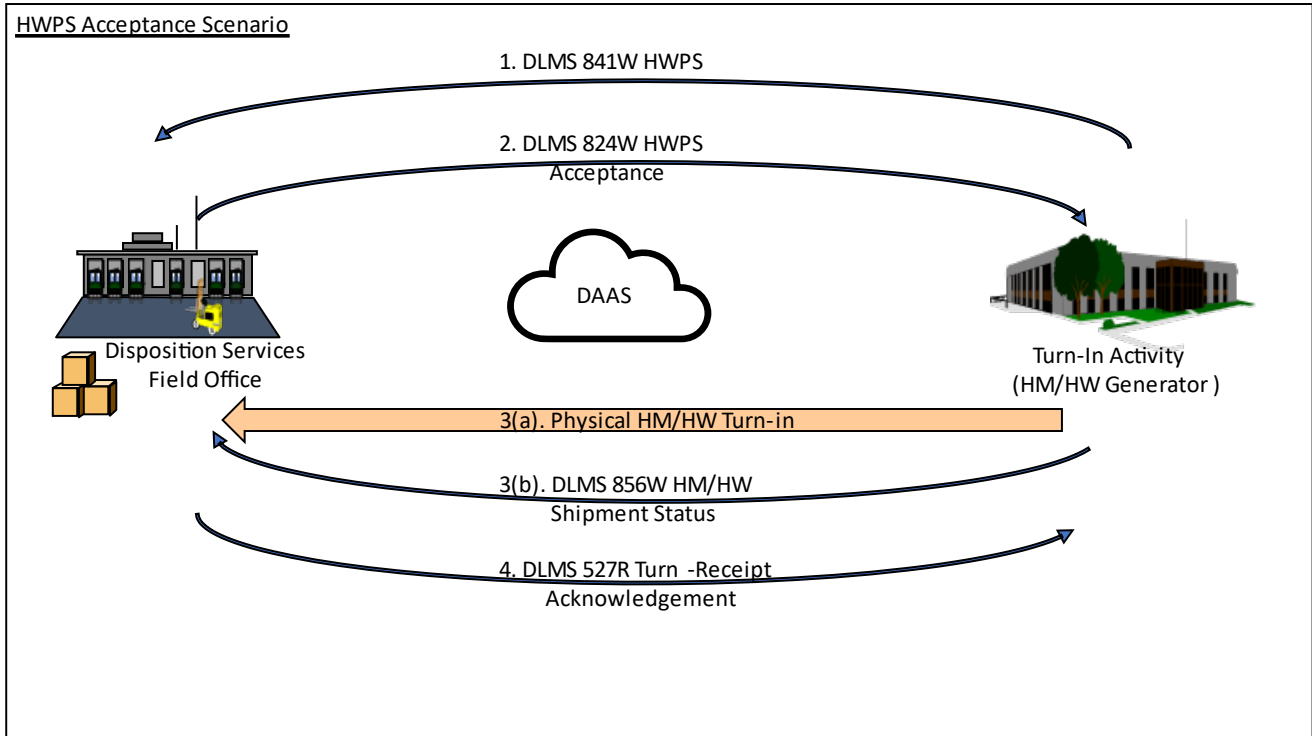 HWPS Acceptance Scenario
1. DLMS 841W HWPS
2. DLMS 824W HWPS
Acceptance
DAAS
Disposition Services
Field Office
Turn-In Activity
(HM/HW Generator )
3(a). Physical HM/HW Turn-in
3(b). DLMS 856W HM/HW
Shipment Status
4. DLMS 527R Turn -Receipt
Acknowledgement